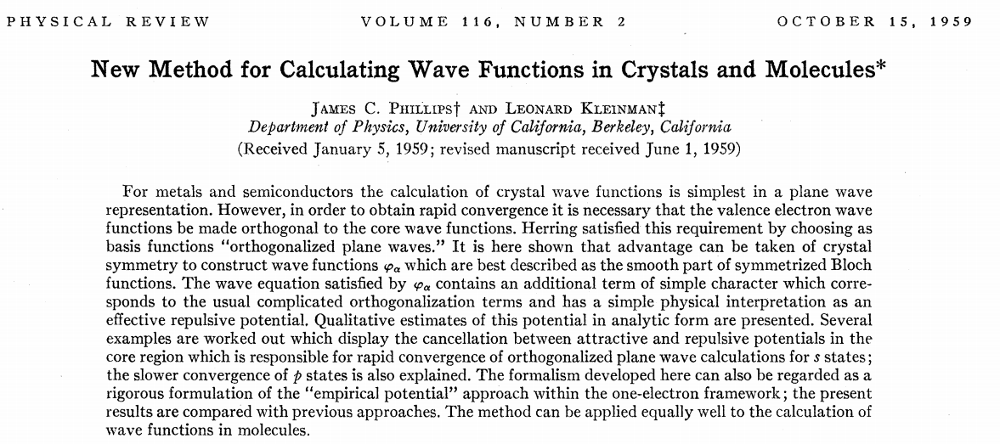 PHYSICAL REVIEW VOLUME 116, NUMBER 2 OCTOBER 15, 1959
New Method for Calculating Wave Functions in Crystals and Molecules*
JAMES C. PHILLIPS† AND LEONARD KLEINMAN‡
Department of Physics, University of California, Berkeley, California
(Received January 5, 1959; revised manuscript received June 1, 1959)
For metals and semiconductors the calculation of crystal wave functions is simplest in a plane wave
representation. However, in order to obtain rapid convergence it is necessary that the valence electron wave
functions be made orthogonal to the core wave functions. Herring satisfied this requirement by choosing as
basis functions “orthogonalized plane waves.” It is here shown that advantage can be taken of crystal
symmetry to construct wave functions φα which are best described as the smooth part of symmetrized Bloch
functions. The wave equation satisfied by φα contains an additional term of simple character which corre-
sponds to the usual complicated orthogonalization terms and has a simple physical interpretation as an
effective repulsive potential. Qualitative estimates of this potential in analytic form are presented. Several
examples are worked out which display the cancellation between attractive and repulsive potentials in the
core region which is responsible for rapid convergence of orthogonalized plane wave calculations for s states;
the slower convergence of p states is also explained. The formalism developed here can also be regarded as a
rigorous formulation of the “empirical potential” approach within the one-electron framework; the present
results are compared with previous approaches. The method can be applied equally well to the calculation of
wave functions in molecules.